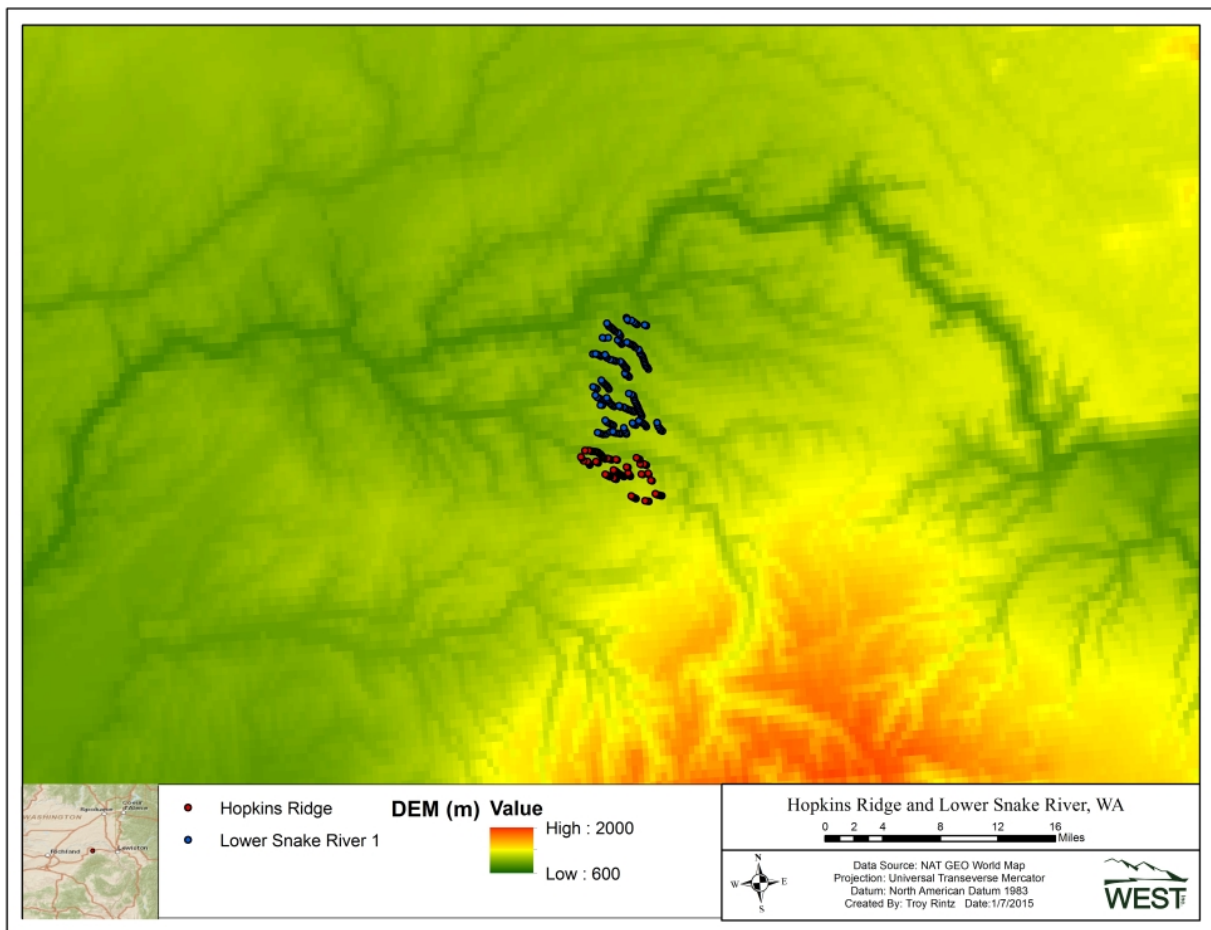 WASHINGTON
Spokane
Coeur d'Alene
Richland
Lewiston
Hopkins Ridge
Lower Snake River 1
DEM (m) Value
High : 2000
Low : 600
Hopkins Ridge and Lower Snake River, WA
0 2 4 8 12 16
Miles
N
W E
S
Data Source: NAT GEO World Map
Projection: Universal Transeverse Mercator
Datum: North American Datum 1983
Created By: Troy Rintz Date:1/7/2015
WEST